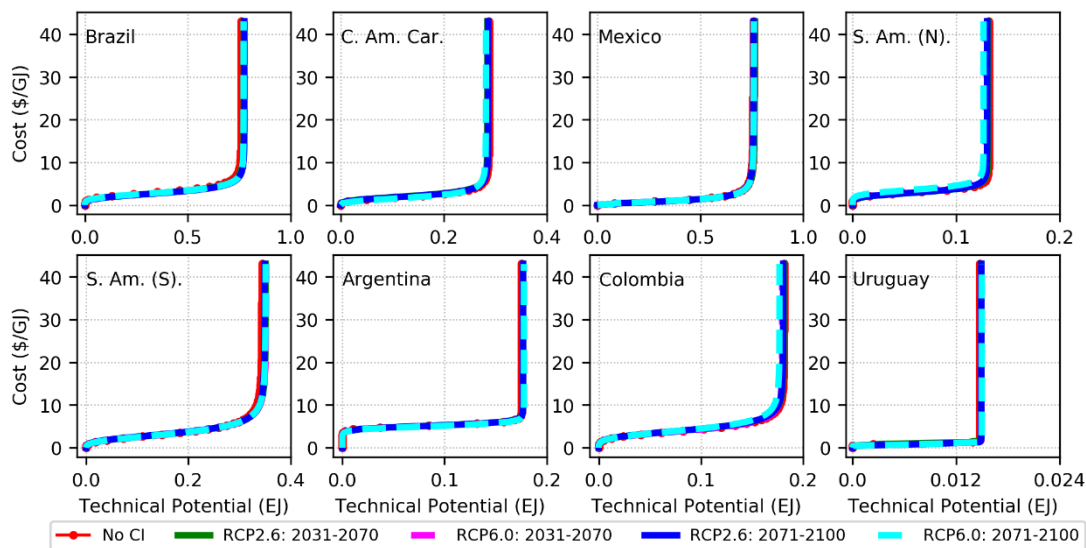 Brazil
C. Am. Car.
Mexico
S. Am. (N).
Cost ($/GJ)
40
30
20
10
0
0.0 0.5 1.0
0.0 0.2 0.4
0.0 0.5 1.0
0.0 0.1 0.2
S. Am. (S).
Argentina
Colombia
Uruguay
Cost ($/GJ)
40
30
20
10
0
0.0 0.2 0.4
0.0 0.1 0.2
0.0 0.1 0.2
0.0 0.012 0.024
Technical Potential (EJ)
Technical Potential (EJ)
Technical Potential (EJ)
Technical Potential (EJ)
No CI
RCP2.6: 2031-2070
RCP6.0: 2031-2070
RCP2.6: 2071-2100
RCP6.0: 2071-2100